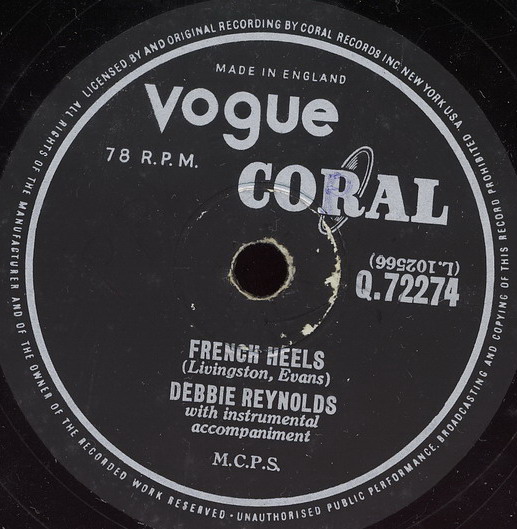 LICENSED BY AND ORIGINAL RECORDING BY CORAL RECORDS INC NEW YORK USA.
MADE IN ENGLAND
Vogue
78 R.P.M.
CORAL
(L.102566)
Q.72274
FRENCH HEELS
(Livingston, Evans)
DEBBIE REYNOLDS
with instrumental
accompaniment
M.C.P.S.
ALL RIGHTS OF THE MANUFACTURER AND OF THE OWNER OF THE RECORDED WORK RESERVED - UNAUTHORISED PUBLIC PERFORMANCE, BROADCASTING AND COPYING OF THIS RECORD PROHIBITED